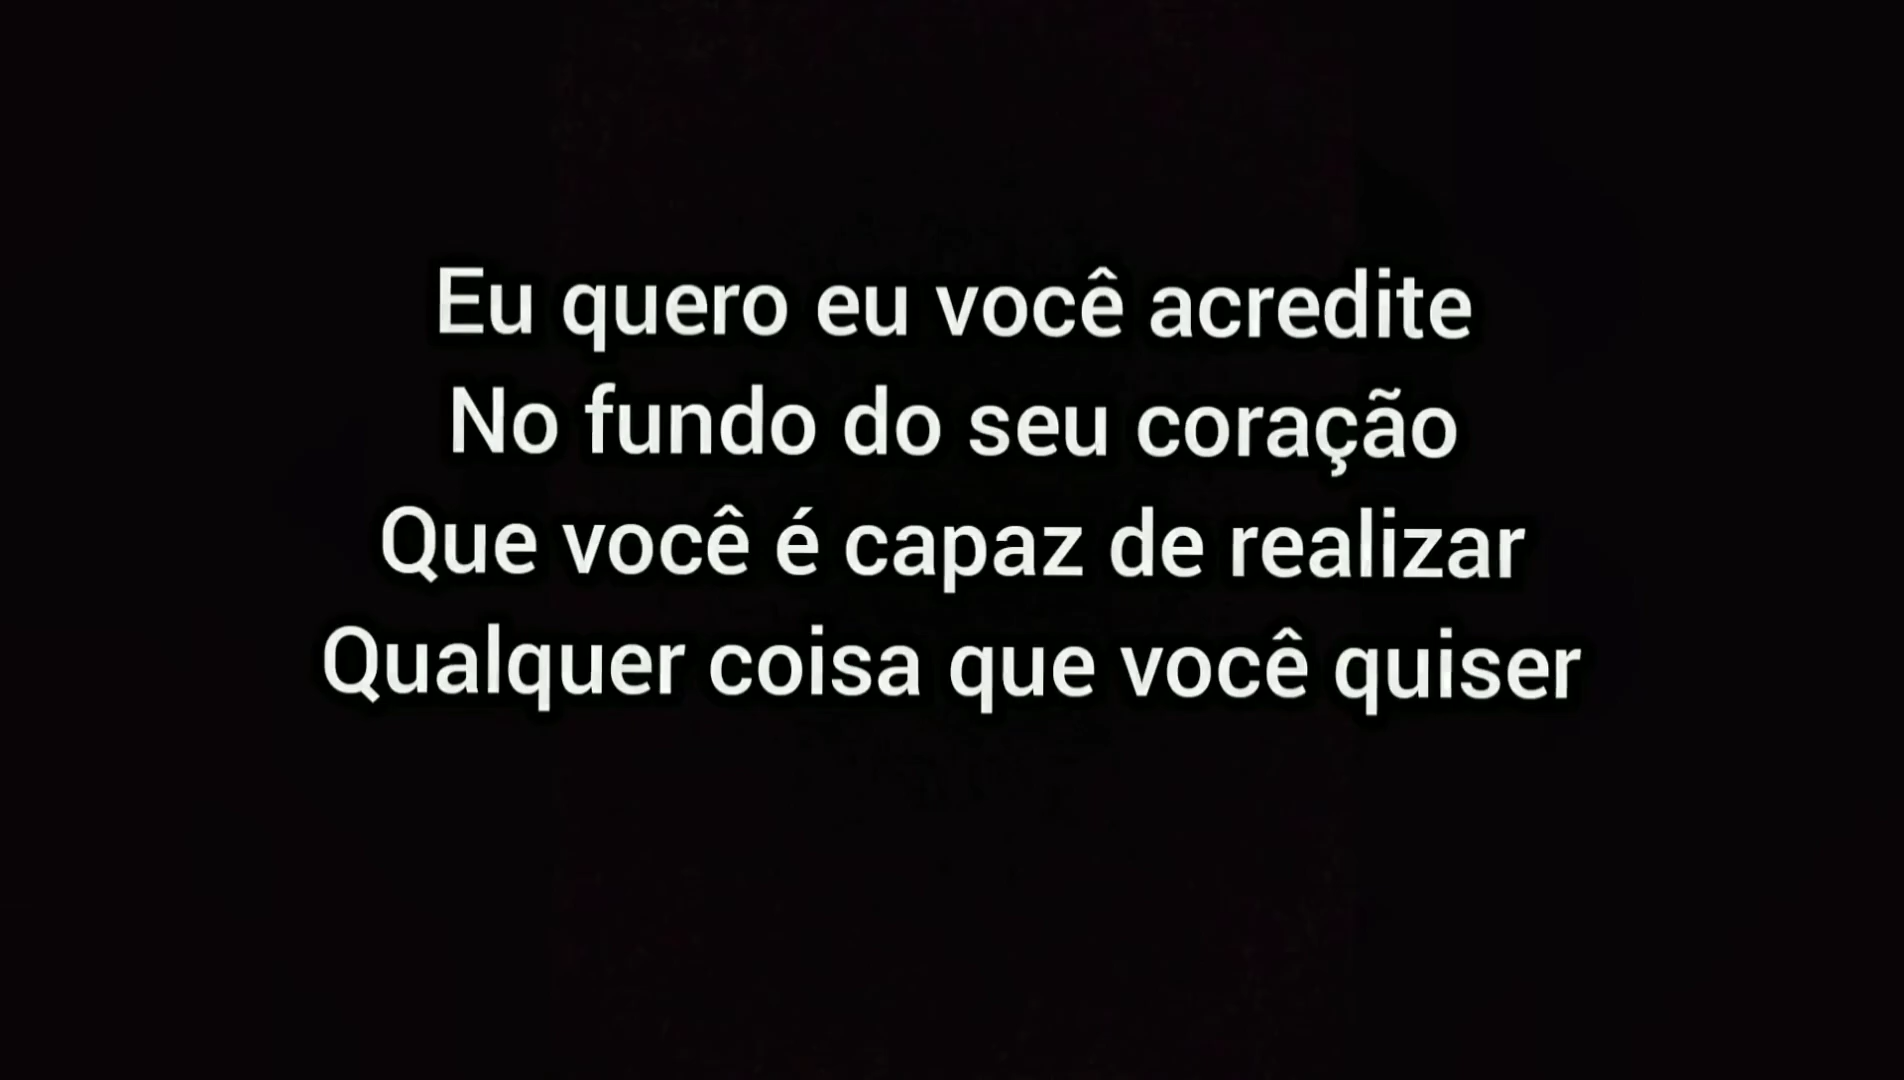 Eu quero eu você acredite
No fundo do seu coração
Que você é capaz de realizar
Qualquer coisa que você quiser